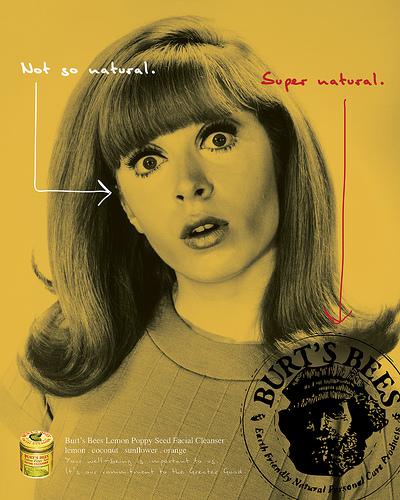 Not so natural.
Super natural.
BURT'S BEES
Earth Friendly Natural Personal Care Products
Burt's Bees Lemon Poppy Seed Facial Cleanser
lemon . coconut . sunflower . orange
Your well-being is important to us.
It's our commitment to the Greater Good.
BURT'S BEES